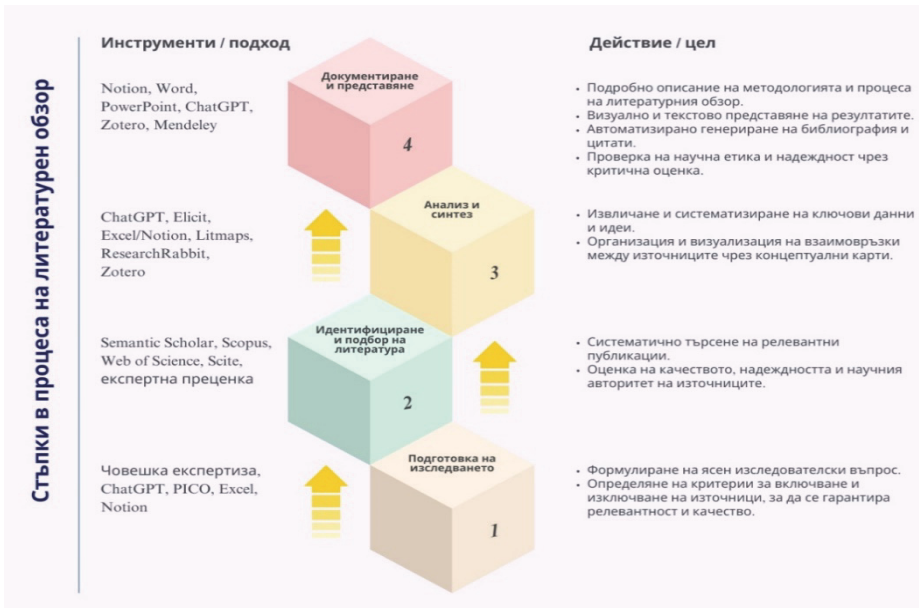 Стъпки в процеса на литературен обзор
Инструменти / подход
Действие / цел
Notion, Word,
PowerPoint, ChatGPT,
Zotero, Mendeley
Документиране
и представяне
4
• Подробно описание на методологията и процеса
на литературния обзор.
• Визуално и текстово представяне на резултатите.
• Автоматизирано генериране на библиография и
цитати.
• Проверка на научна етика и надеждност чрез
критична оценка.
ChatGPT, Elicit,
Excel/Notion, Litmaps,
ResearchRabbit,
Zotero
Анализ и
синтез
3
• Извличане и систематизиране на ключови данни
и идеи.
• Организация и визуализация на взаимовръзки
между източниците чрез концептуални карти.
Semantic Scholar, Scopus,
Web of Science, Scite,
експертна преценка
Идентифициране
и подбор на
литература
2
• Систематично търсене на релевантни
публикации.
• Оценка на качеството, надеждността и научния
авторитет на източниците.
Човешка експертиза,
ChatGPT, PICO, Excel,
Notion
Подготовка на
изследването
1
• Формулиране на ясен изследователски въпрос.
• Определяне на критерии за включване и
изключване на източници, за да се гарантира
релевантност и качество.